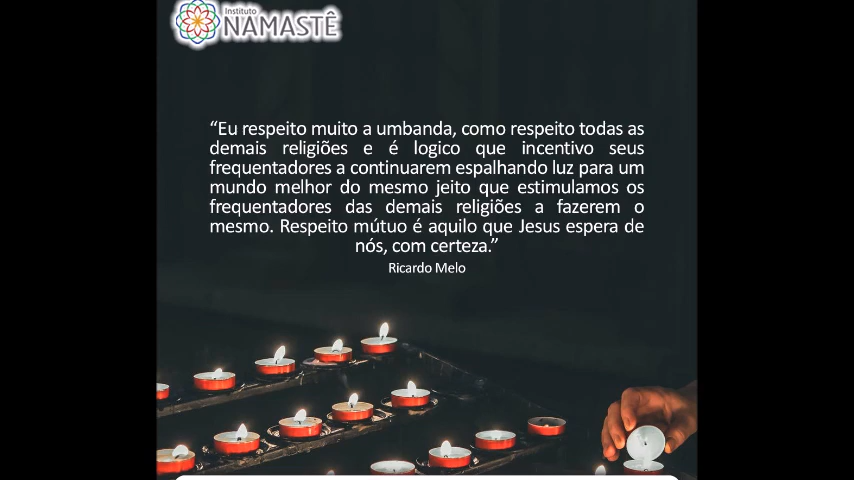 Instituto
NAMASTÊ
“Eu respeito muito a umbanda, como respeito todas as
demais religiões e é logico que incentivo seus
frequentadores a continuarem espalhando luz para um
mundo melhor do mesmo jeito que estimulamos os
frequentadores das demais religiões a fazerem o
mesmo. Respeito mútuo é aquilo que Jesus espera de
nós, com certeza.”
Ricardo Melo